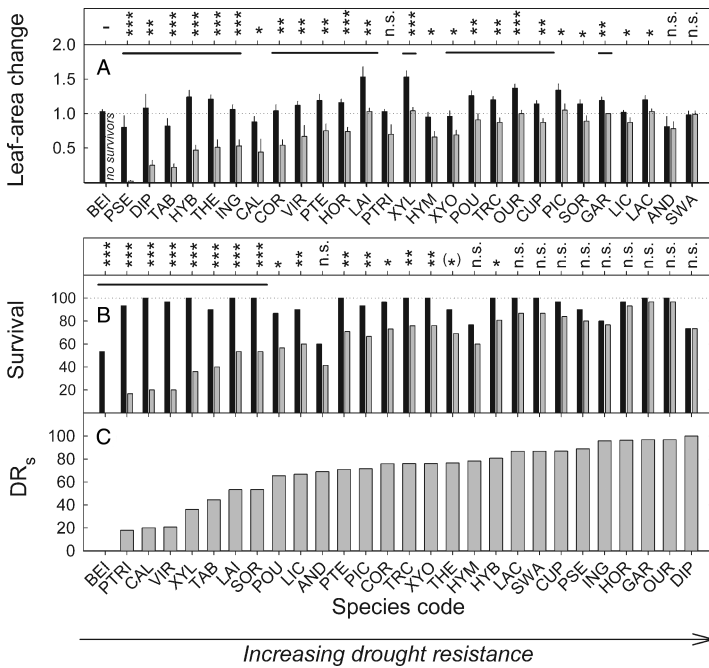 - *** ** *** *** *** *** * ** ** ** *** ** n.s. *** * * ** ** *** ** * * ** * * n.s. n.s.
Leaf-area change
2.0
1.5
1.0
0.5
A
no survivors
BEI PSE DIP TAB HYB THE ING CAL COR VIR PTE HOR LAI PTRI XYL HYM XYO POU TRC OUR CUP PIC SOR GAR LIC LAC AND SWA
*** *** *** *** *** *** *** *** * ** n.s. ** ** * ** ** (*) n.s. * n.s. n.s. n.s. n.s. n.s. n.s. n.s. n.s. n.s.
Survival
100
80
60
40
20
B
DRs
100
80
60
40
20
0
C
BEI PTRI CAL VIR XYL TAB LAI SOR POU LIC AND PTE PIC COR TRC XYO THE HYM HYB LAC SWA CUP PSE ING HOR GAR OUR DIP
Species code
Increasing drought resistance